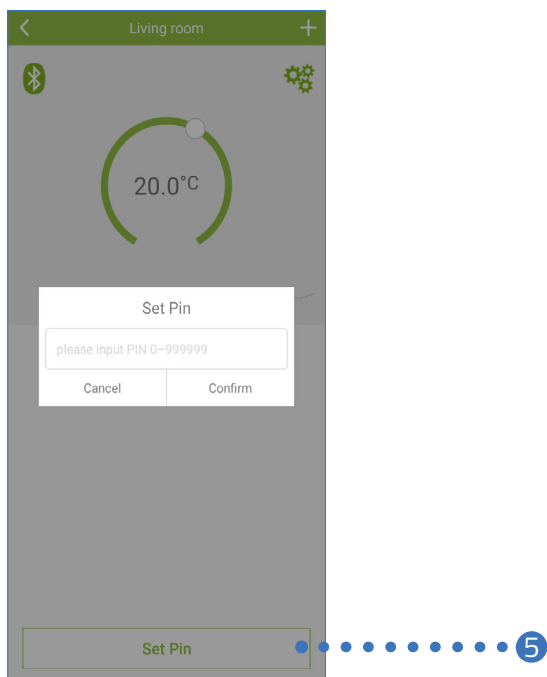 Living room
20.0°C
Set Pin
please input PIN 0~999999
Cancel Confirm
Set Pin
5